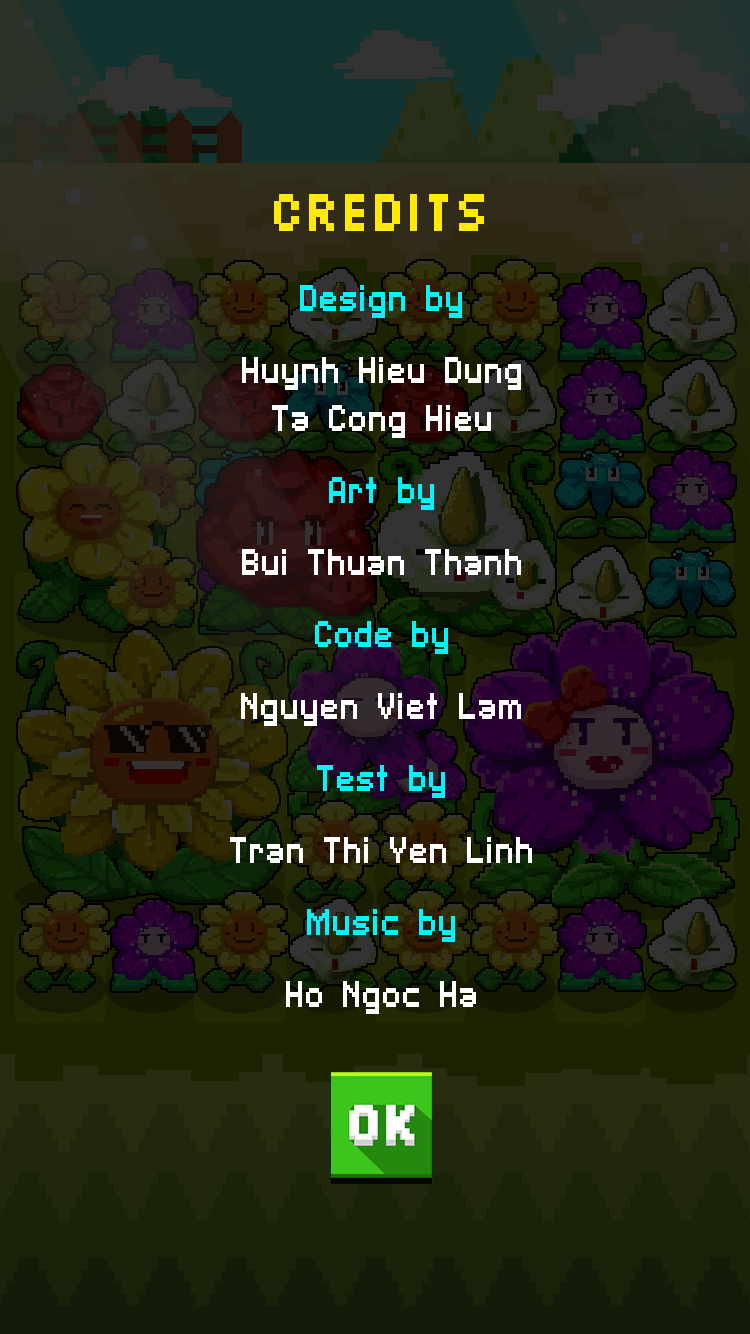 CREDITS
Design by
Huynh Hieu Dung
Ta Cong Hieu
Art by
Bui Thuan Thanh
Code by
Nguyen Viet Lam
Test by
Tran Thi Yen Linh
Music by
Ho Ngoc Ha
OK